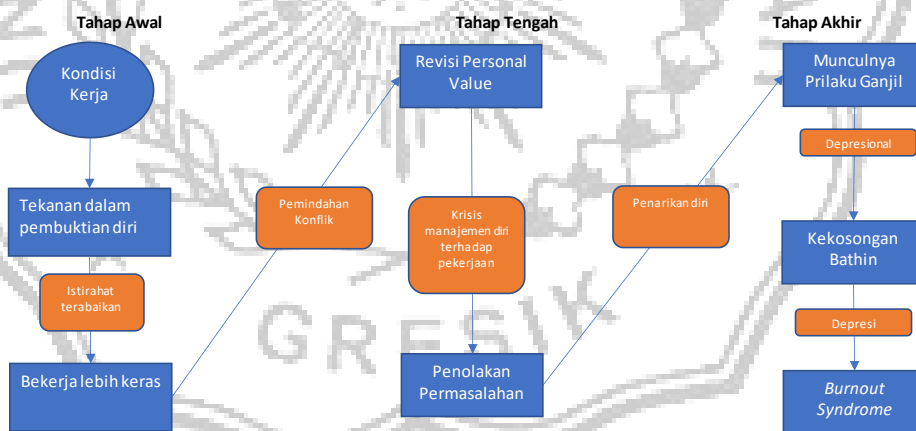 Tahap Awal
Kondisi
Kerja
Tekanan dalam
pembuktian diri
Istirahat
terabaikan
Bekerja lebih keras
Pemindahan
Konflik
Tahap Tengah
Revisi Personal
Value
Krisis
manajemen diri
terhadap
pekerjaan
Penolakan
Permasalahan
Penarikan diri
Tahap Akhir
Munculnya
Prilaku Ganjil
Depresional
Kekosongan
Bathin
Depresi
Burnout
Syndrome
GRESIK